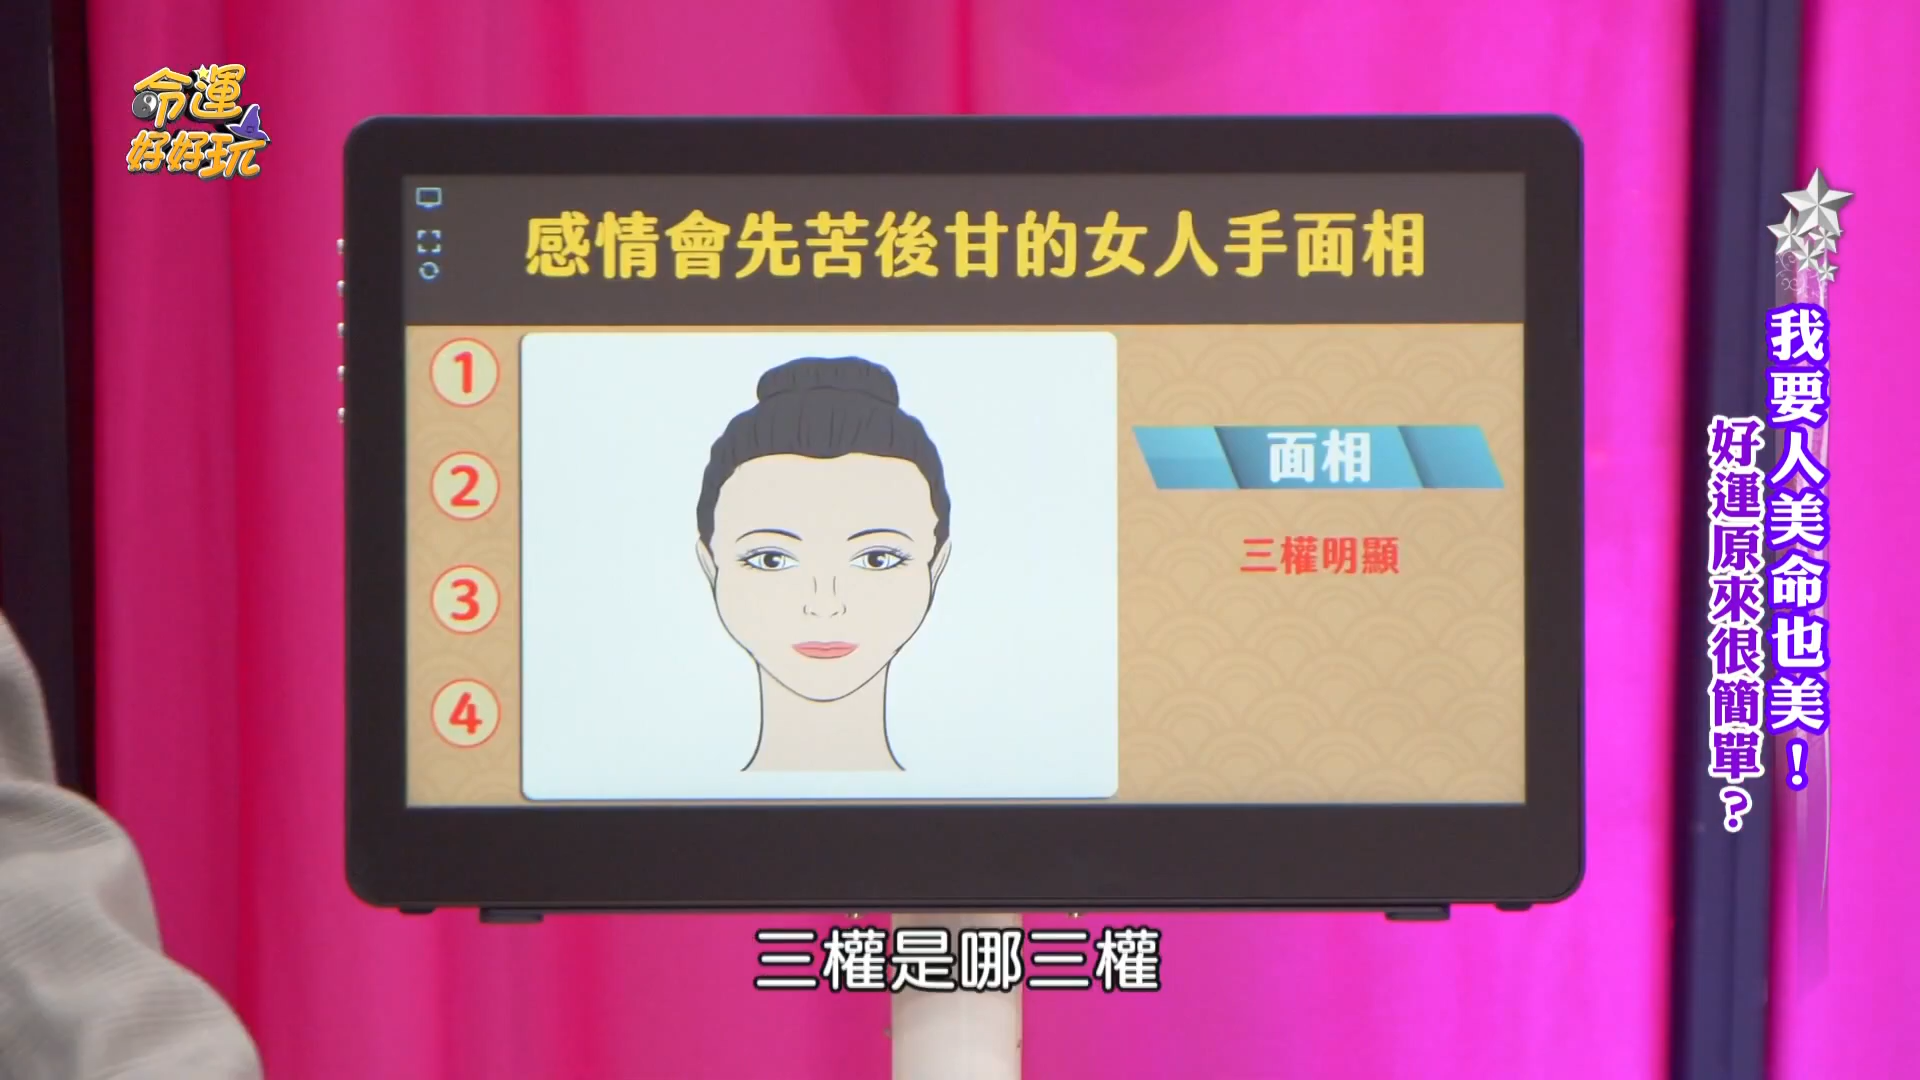 命運
好好玩
感情會先苦後甘的女人手面相
1
2
3
4
面相
三權明顯
我要人美命也美！
好運原來很簡單？
三權是哪三權